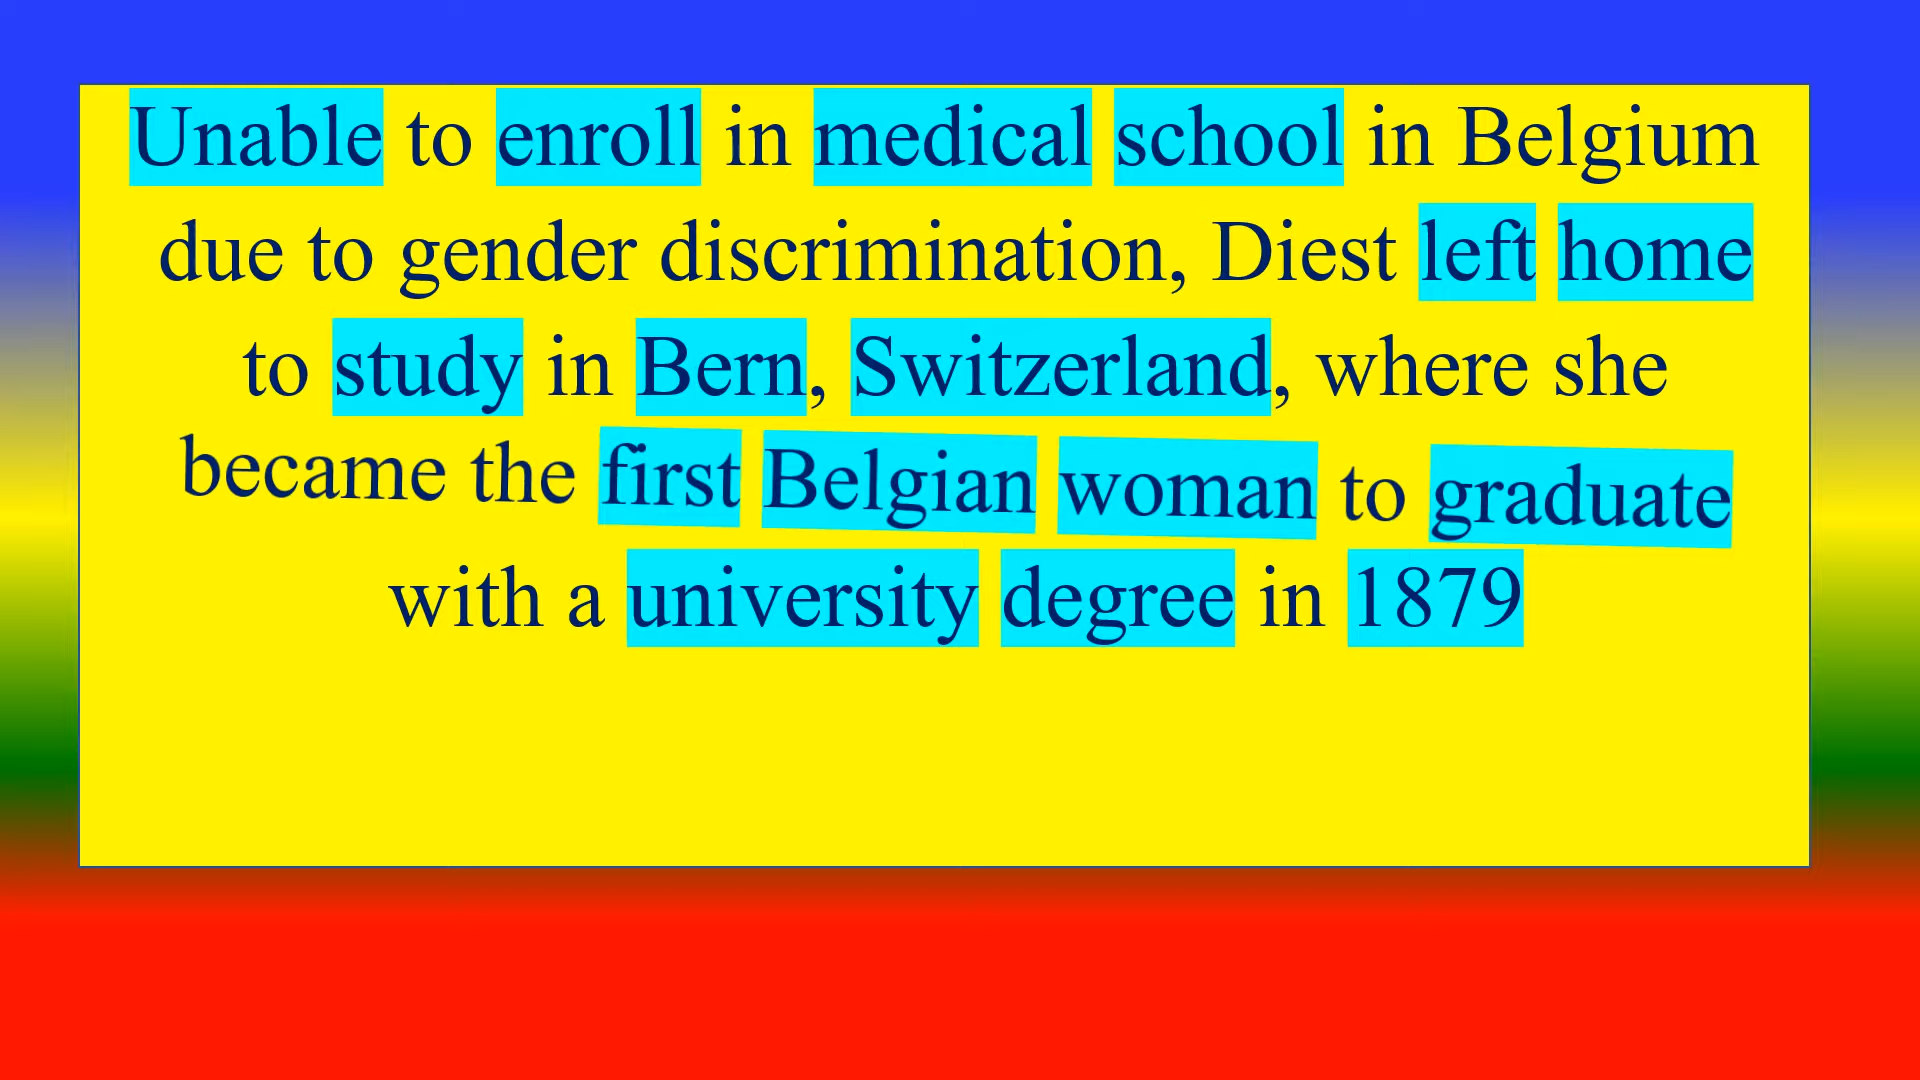 Unable to enroll in medical school in Belgium
due to gender discrimination, Diest left home
to study in Bern, Switzerland, where she
became the first Belgian woman to graduate
with a university degree in 1879